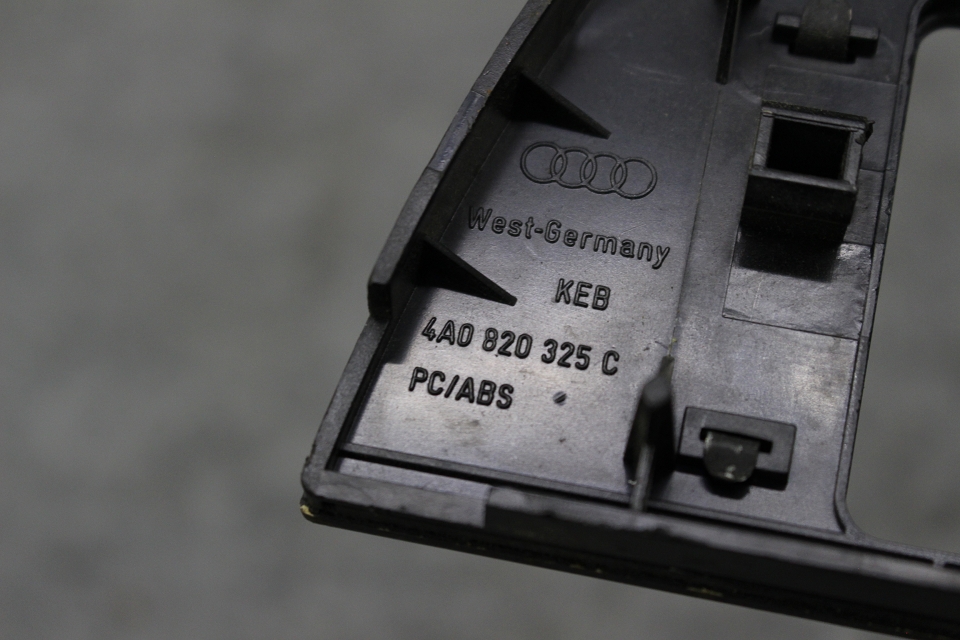 West-Germany
KEB
4A0 820 325 C
PC/ABS